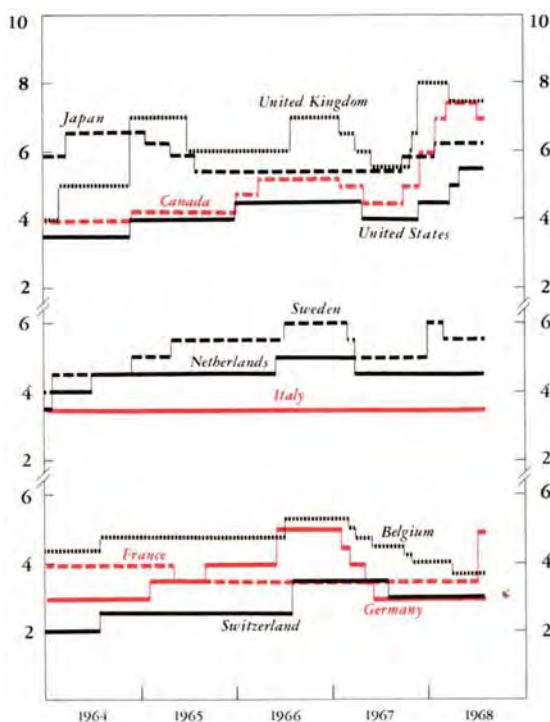 10 10
8 8
Japan United Kingdom
6 6
Canada
4 United States 4
2 2
Sweden
6 6
Netherlands
Italy
4 4
2 2
6 6
Belgium
France
4 4
Germany
Switzerland
2 2
1964 1965 1966 1967 1968